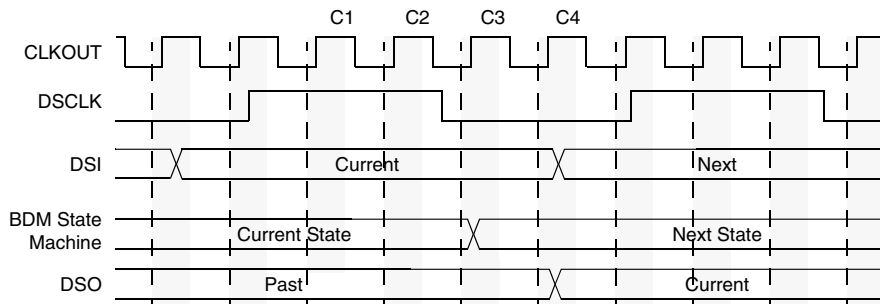 C1 C2 C3 C4
CLKOUT
DSCLK
DSI Current Next
BDM State
Machine Current State Next State
DSO Past Current